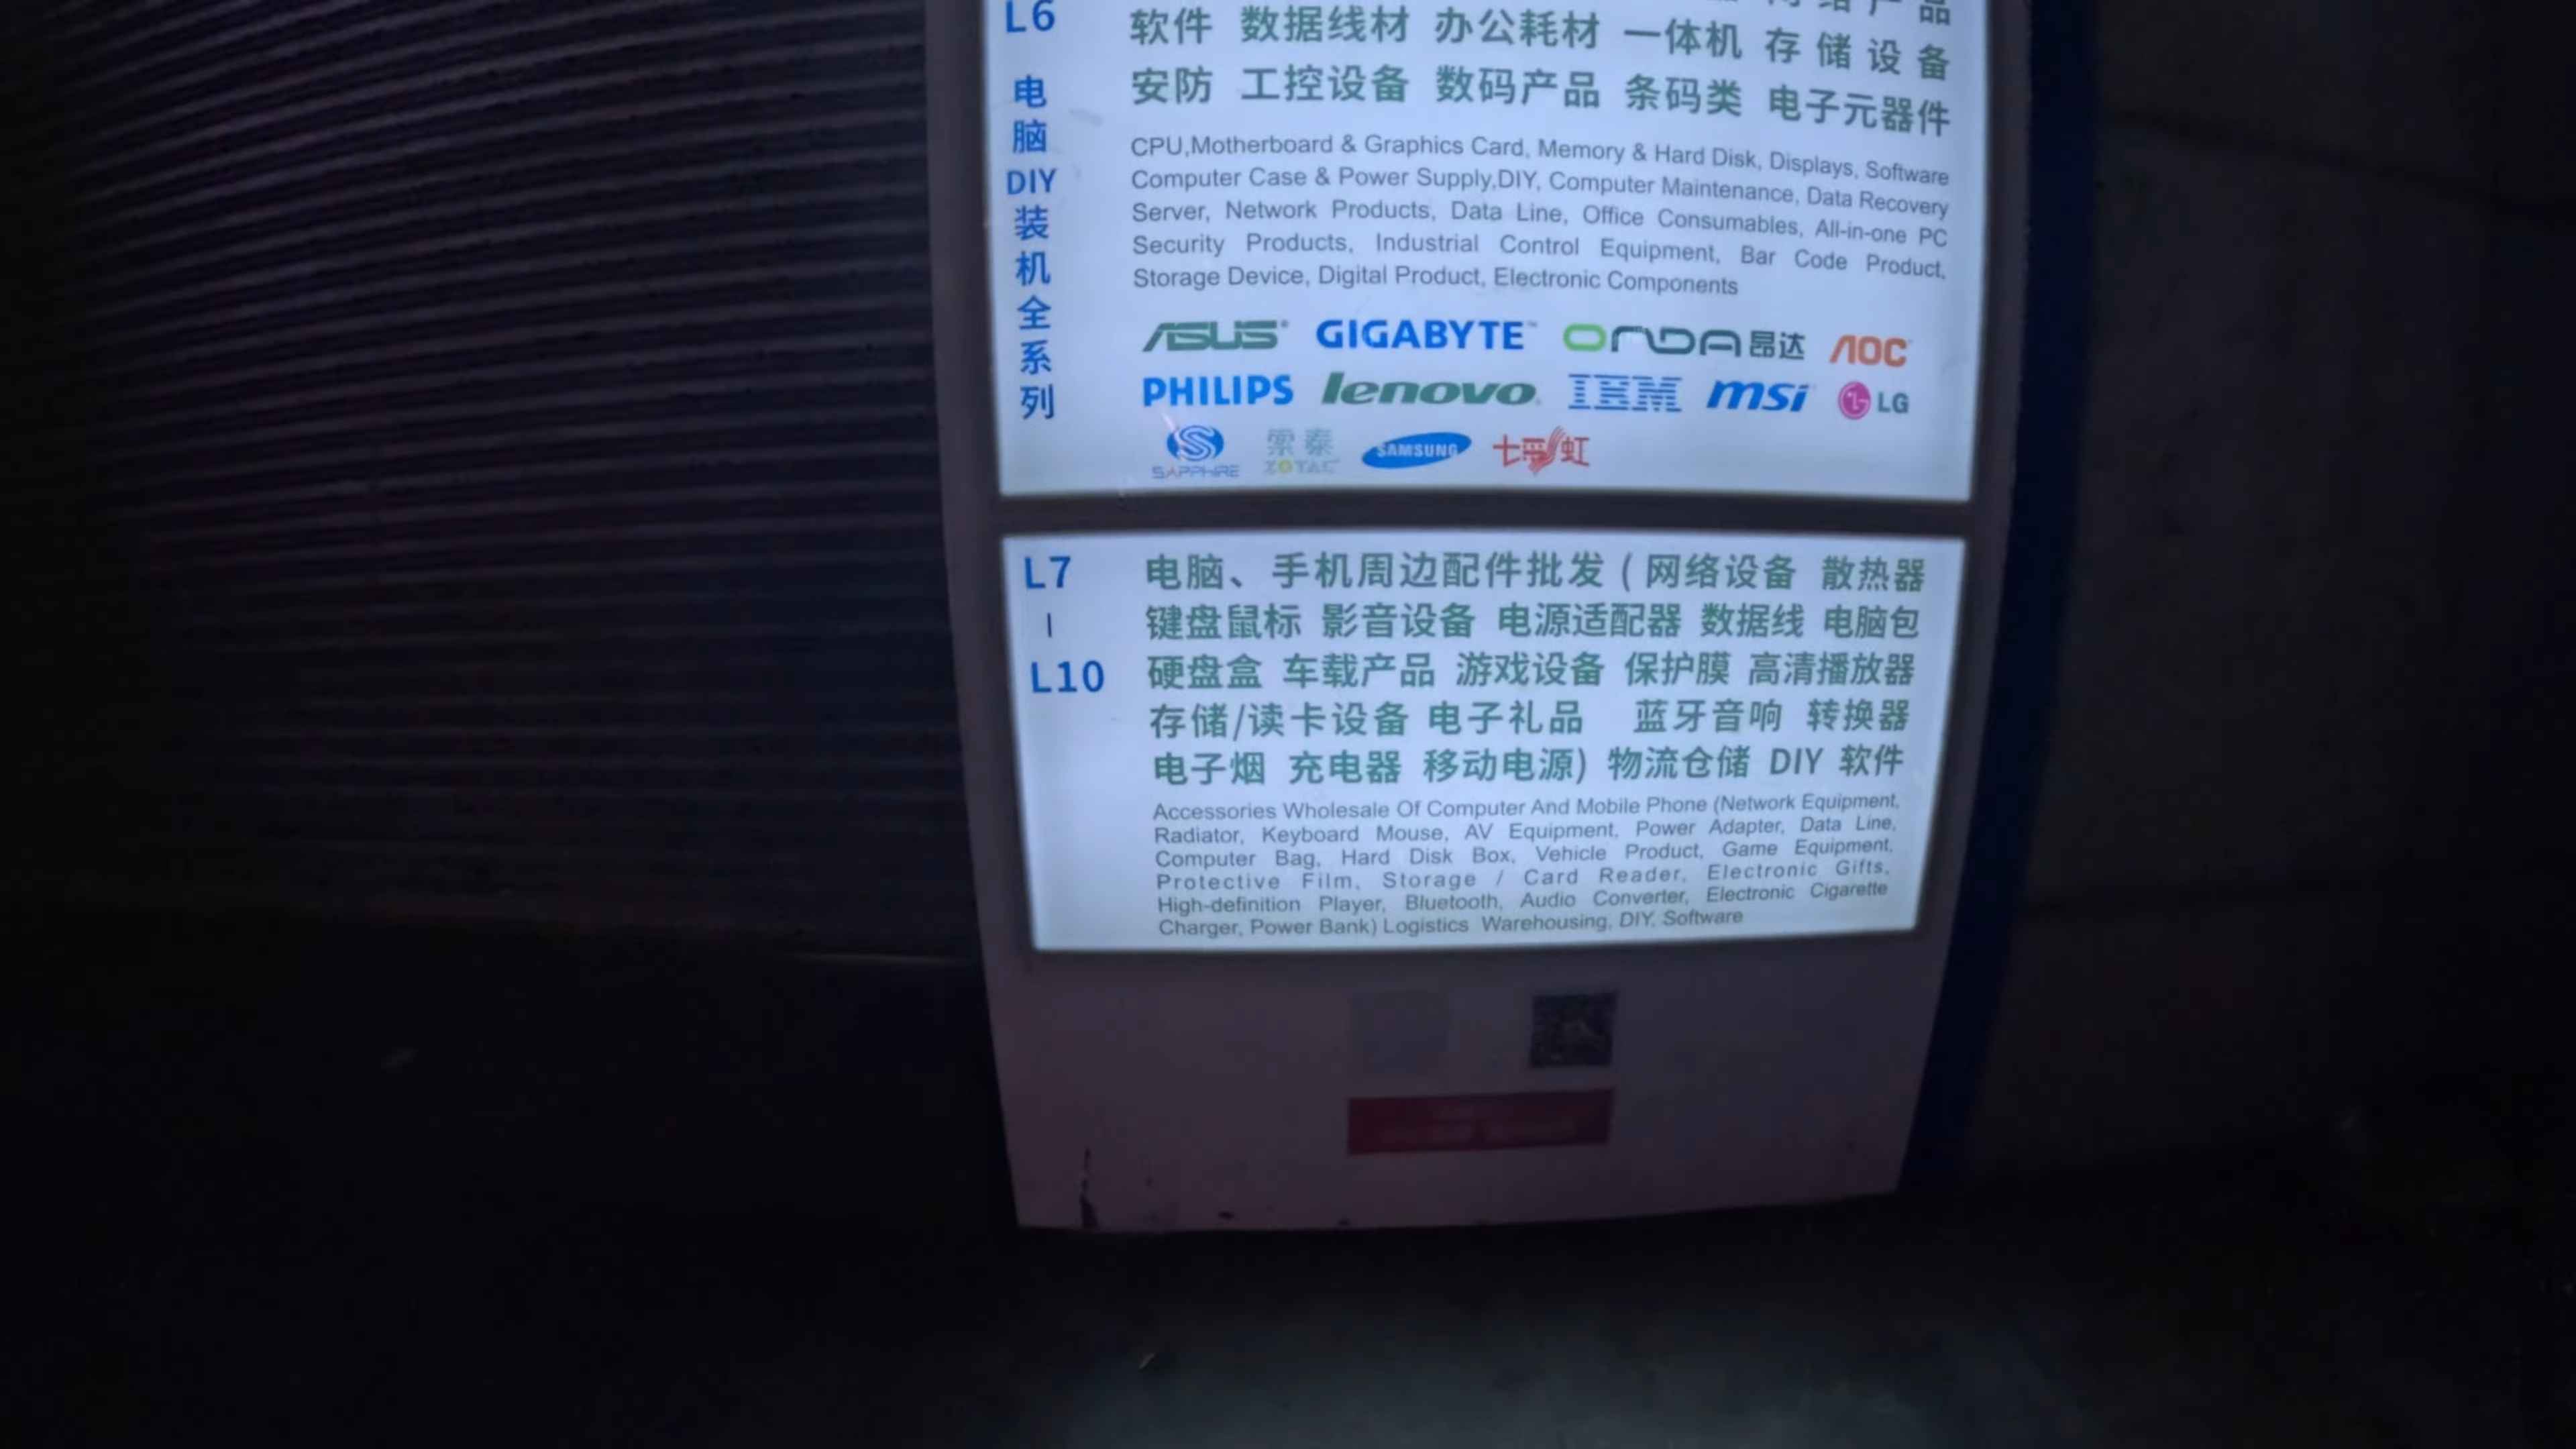 L6
络产品
软件 数据线材 办公耗材 一体机 存储设备
安防 工控设备 数码产品 条码类 电子元器件
电脑DIY装机全系列
CPU,Motherboard & Graphics Card, Memory & Hard Disk, Displays, Software
Computer Case & Power Supply,DIY, Computer Maintenance, Data Recovery
Server, Network Products, Data Line, Office Consumables, All-in-one PC
Security Products, Industrial Control Equipment, Bar Code Product,
Storage Device, Digital Product, Electronic Components
ASUS GIGABYTE ONDA昂达 AOC
PHILIPS lenovo IBM msi LG
SAPPHIRE 索泰 ZOTAC SAMSUNG 七彩虹
L7
|
L10
电脑、手机周边配件批发(网络设备 散热器
键盘鼠标 影音设备 电源适配器 数据线 电脑包
硬盘盒 车载产品 游戏设备 保护膜 高清播放器
存储/读卡设备 电子礼品 蓝牙音响 转换器
电子烟 充电器 移动电源) 物流仓储 DIY 软件
Accessories Wholesale Of Computer And Mobile Phone (Network Equipment,
Radiator, Keyboard Mouse, AV Equipment, Power Adapter, Data Line,
Computer Bag, Hard Disk Box, Vehicle Product, Game Equipment,
Protective Film, Storage / Card Reader, Electronic Gifts,
High-definition Player, Bluetooth, Audio Converter, Electronic Cigarette
Charger, Power Bank) Logistics Warehousing, DIY, Software